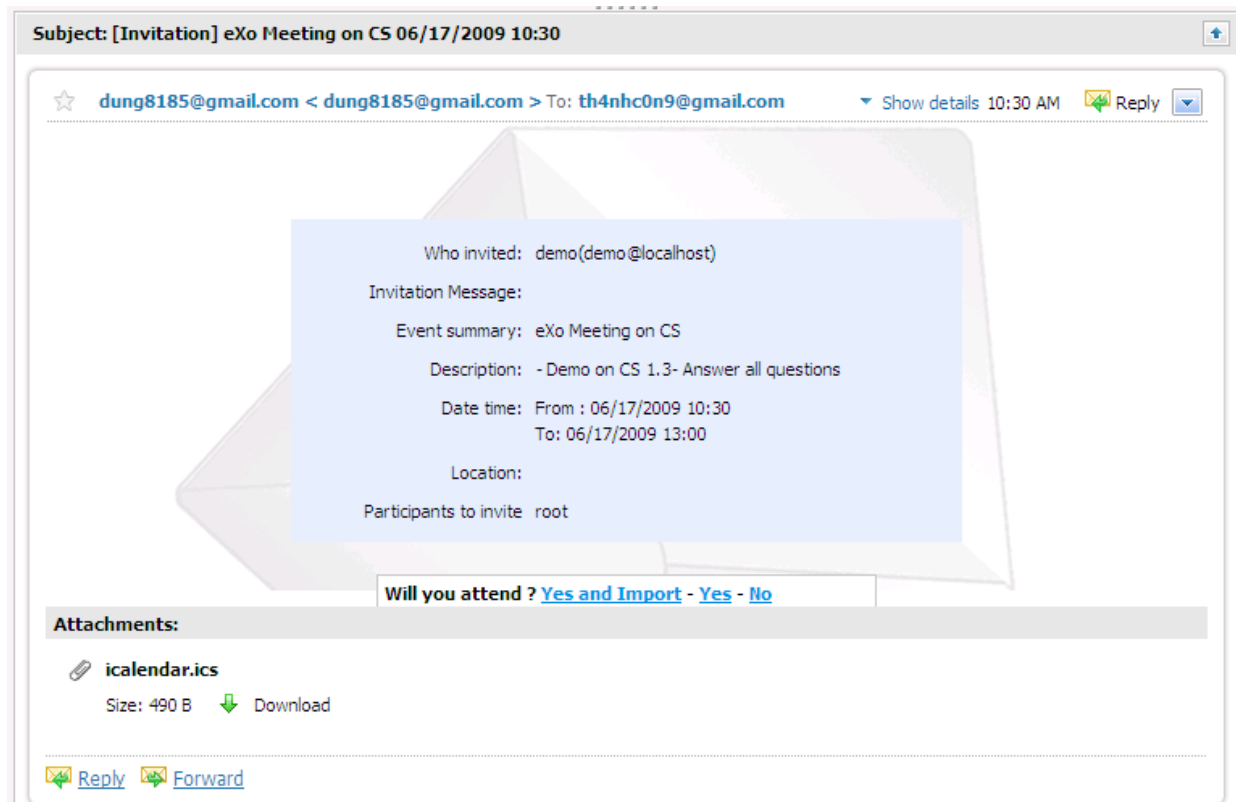 Subject: [Invitation] eXo Meeting on CS 06/17/2009 10:30
dung8185@gmail.com < dung8185@gmail.com > To: th4nhc0n9@gmail.com Show details 10:30 AM Reply
Who invited: demo(demo@localhost)
Invitation Message:
Event summary: eXo Meeting on CS
Description: - Demo on CS 1.3- Answer all questions
Date time: From : 06/17/2009 10:30
To: 06/17/2009 13:00
Location:
Participants to invite root
Will you attend ? Yes and Import - Yes - No
Attachments:
icalendar.ics
Size: 490 B Download
Reply Forward